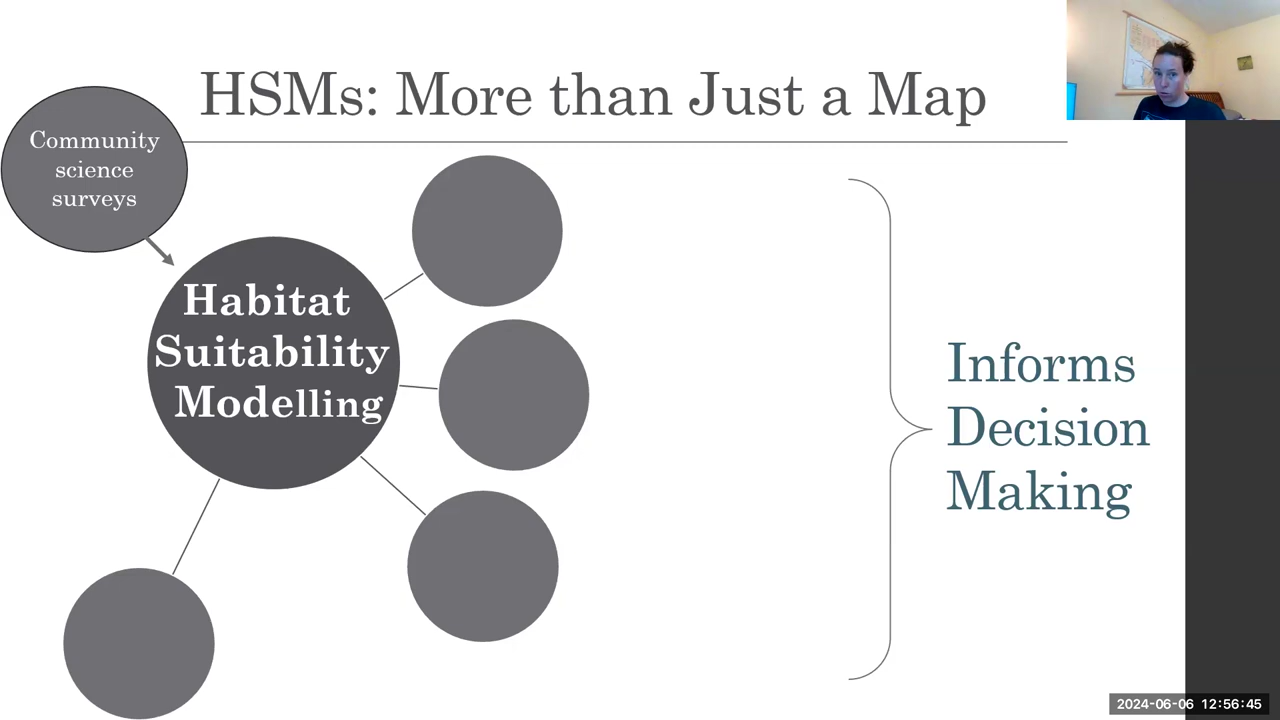 HSMs: More than Just a Map
Community
science
surveys
Habitat
Suitability
Modelling
Informs
Decision
Making
2024-06-06 12:56:45